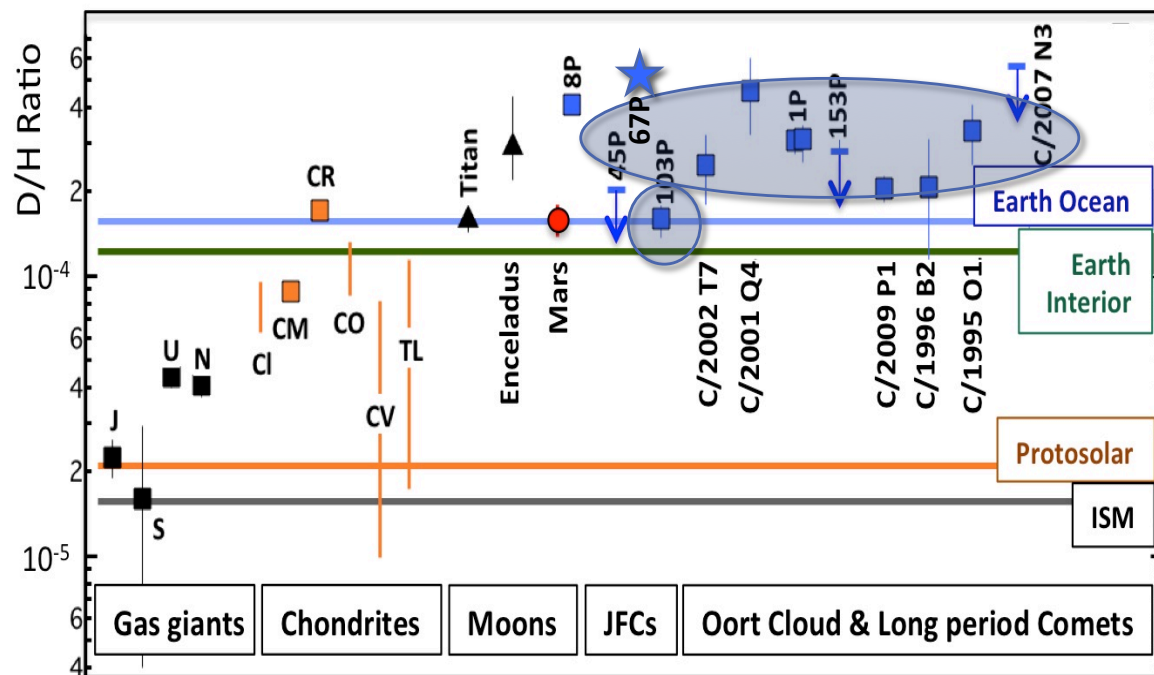 D/H Ratio
6
4
2
10-4
6
4
2
10-5
6
4
J
S
U
N
CI
CM
CR
CO
CV
TL
Titan
Enceladus
Mars
8P
45P
67P
103P
C/2002 T7
C/2001 Q4
1P
153P
C/2009 P1
C/1996 B2
C/1995 O1
C/2007 N3
Earth Ocean
Earth
Interior
Protosolar
ISM
Gas giants
Chondrites
Moons
JFCs
Oort Cloud & Long period Comets